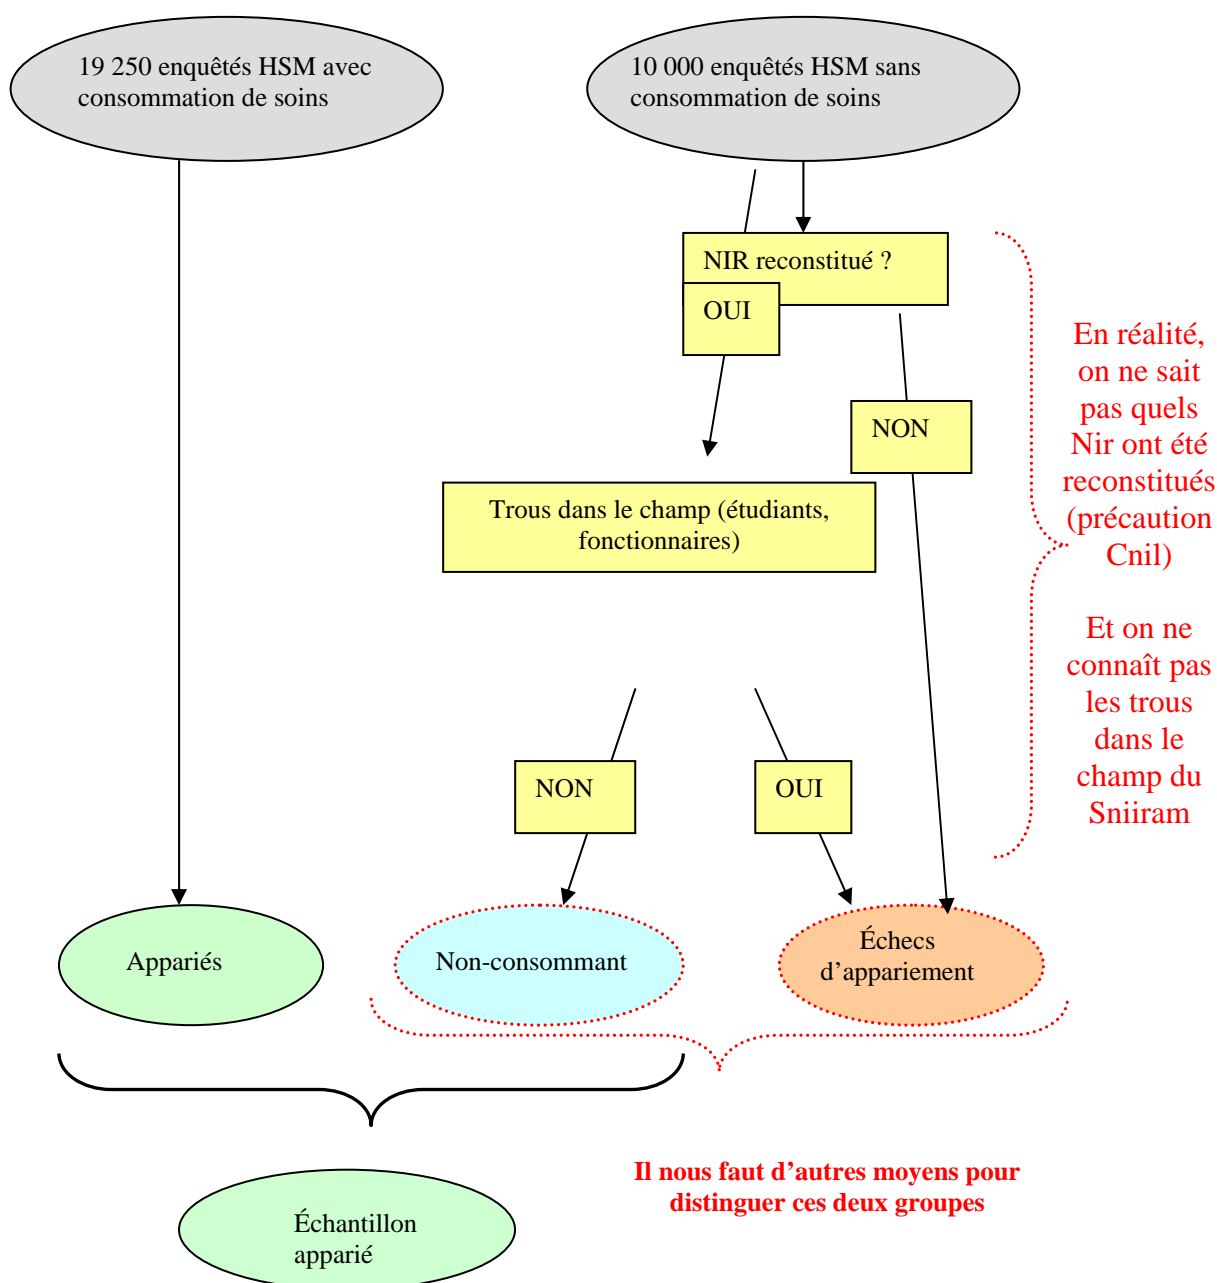 19 250 enquêtés HSM avec
consommation de soins
10 000 enquêtés HSM sans
consommation de soins
NIR reconstitué ?
OUI
NON
En réalité,
on ne sait
pas quels
Nir ont été
reconstitués
(précaution
Cnil)
Et on ne
connaît pas
les trous
dans le
champ du
Sniiram
Trous dans le champ (étudiants,
fonctionnaires)
NON
OUI
Appariés
Non-consommant
Échecs
d’appariement
Il nous faut d’autres moyens pour
distinguer ces deux groupes
Échantillon
apparié